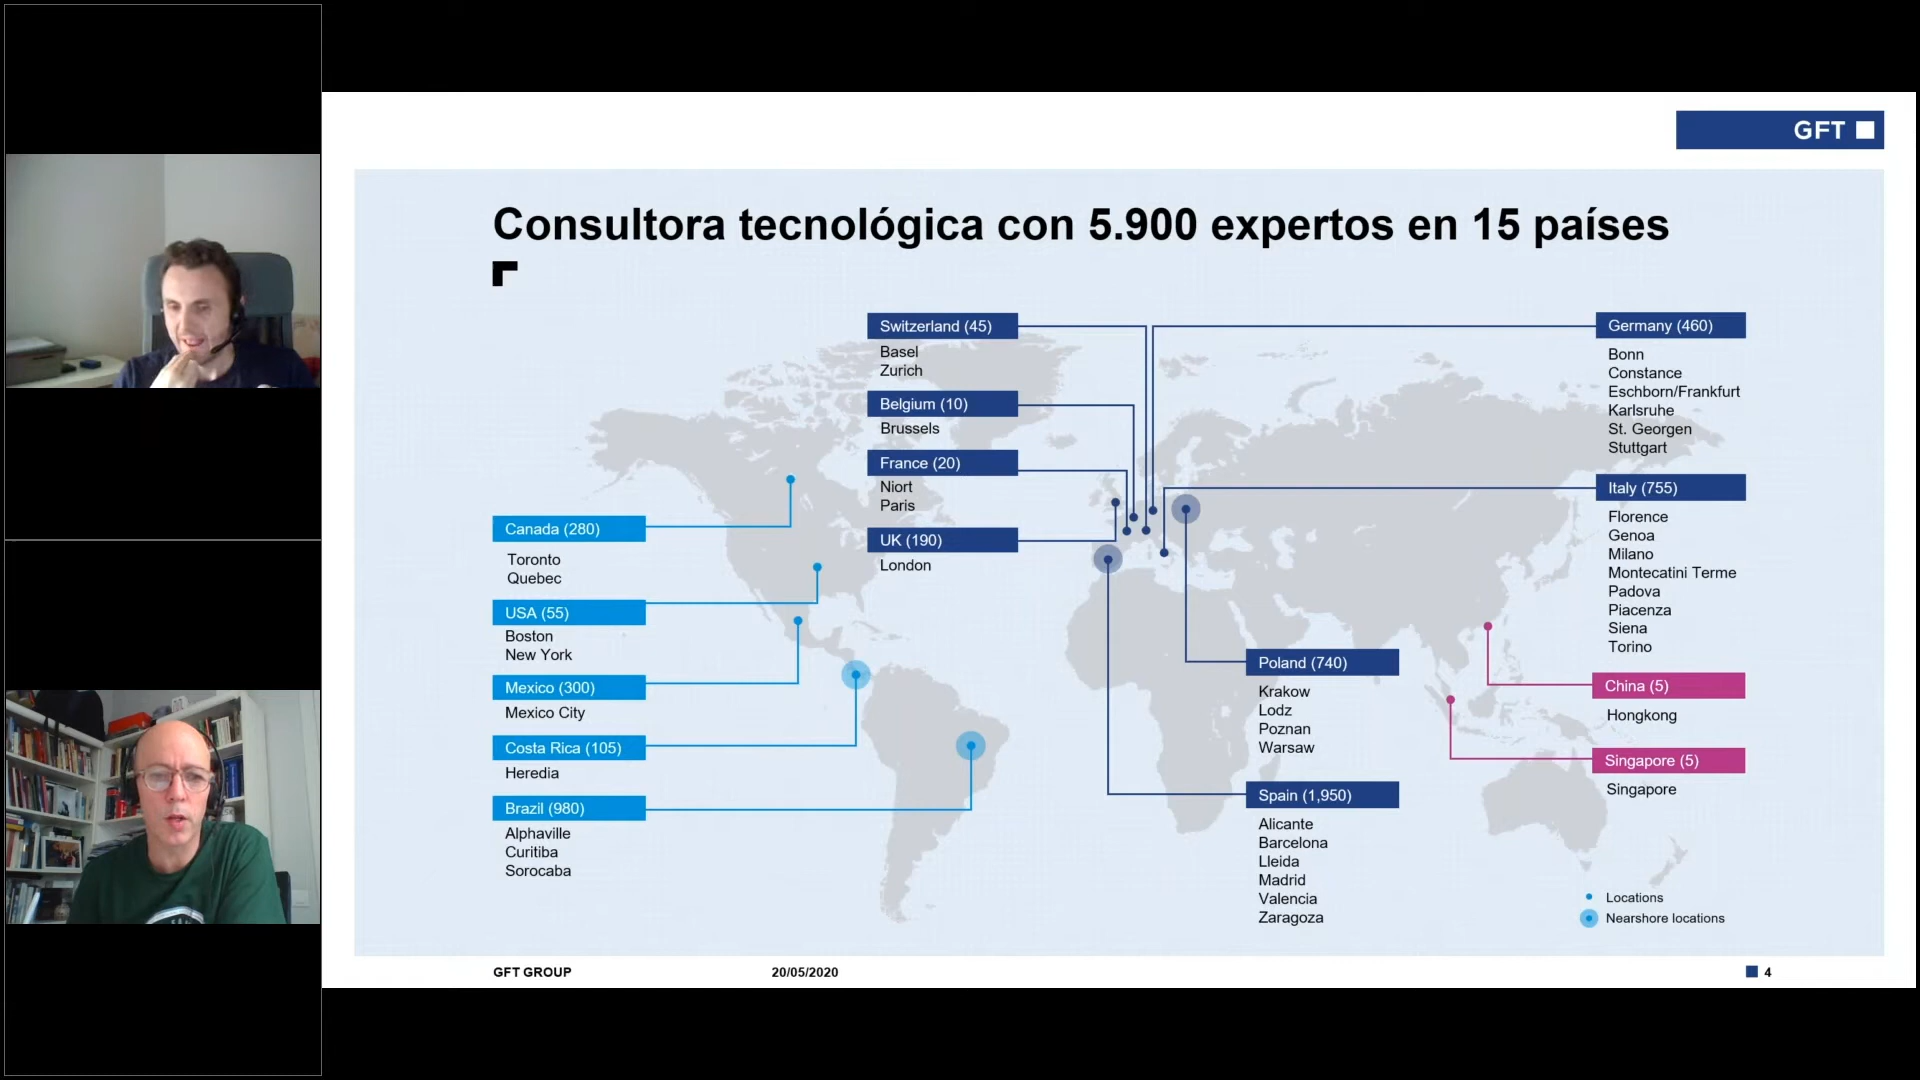 GFT
Consultora tecnológica con 5.900 expertos en 15 países
Canada (280)
Toronto
Quebec
USA (55)
Boston
New York
Mexico (300)
Mexico City
Costa Rica (105)
Heredia
Brazil (980)
Alphaville
Curitiba
Sorocaba
Switzerland (45)
Basel
Zurich
Belgium (10)
Brussels
France (20)
Niort
Paris
UK (190)
London
Poland (740)
Krakow
Lodz
Poznan
Warsaw
Spain (1,950)
Alicante
Barcelona
Lleida
Madrid
Valencia
Zaragoza
Germany (460)
Bonn
Constance
Eschborn/Frankfurt
Karlsruhe
St. Georgen
Stuttgart
Italy (755)
Florence
Genoa
Milano
Montecatini Terme
Padova
Piacenza
Siena
Torino
China (5)
Hongkong
Singapore (5)
Singapore
Locations
Nearshore locations
GFT GROUP
20/05/2020
4